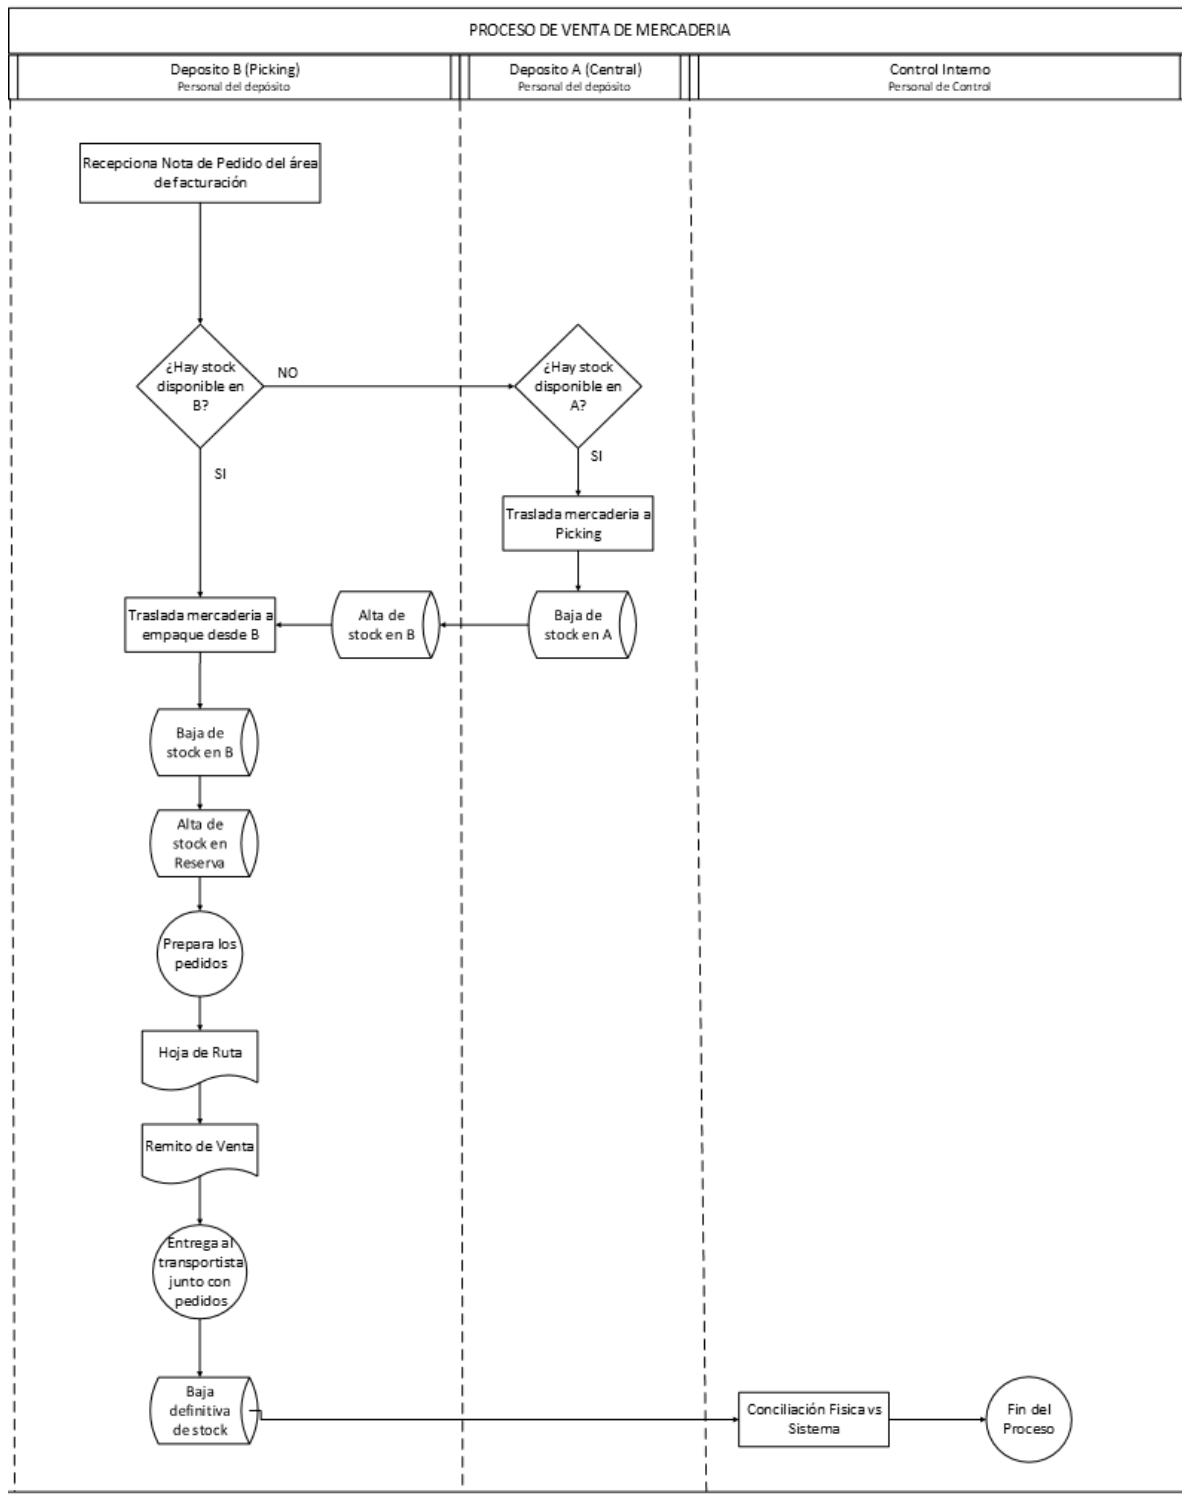 PROCESO DE VENTA DE MERCADERIA
Deposito B (Picking)
Personal del depósito
Deposito A (Central)
Personal del depósito
Control Interno
Personal de Control
Recepciona Nota de Pedido del área
de facturación
¿Hay stock
disponible en
B?
NO
¿Hay stock
disponible en
A?
SI
SI
Traslada mercaderia a
Picking
Traslada mercaderia a
empaque desde B
Alta de
stock en B
Baja de
stock en A
Baja de
stock en B
Alta de
stock en
Reserva
Prepara los
pedidos
Hoja de Ruta
Remito de Venta
Entrega al
transportista
junto con
pedidos
Baja
definitiva
de stock
Conciliación Fisica vs
Sistema
Fin del
Proceso